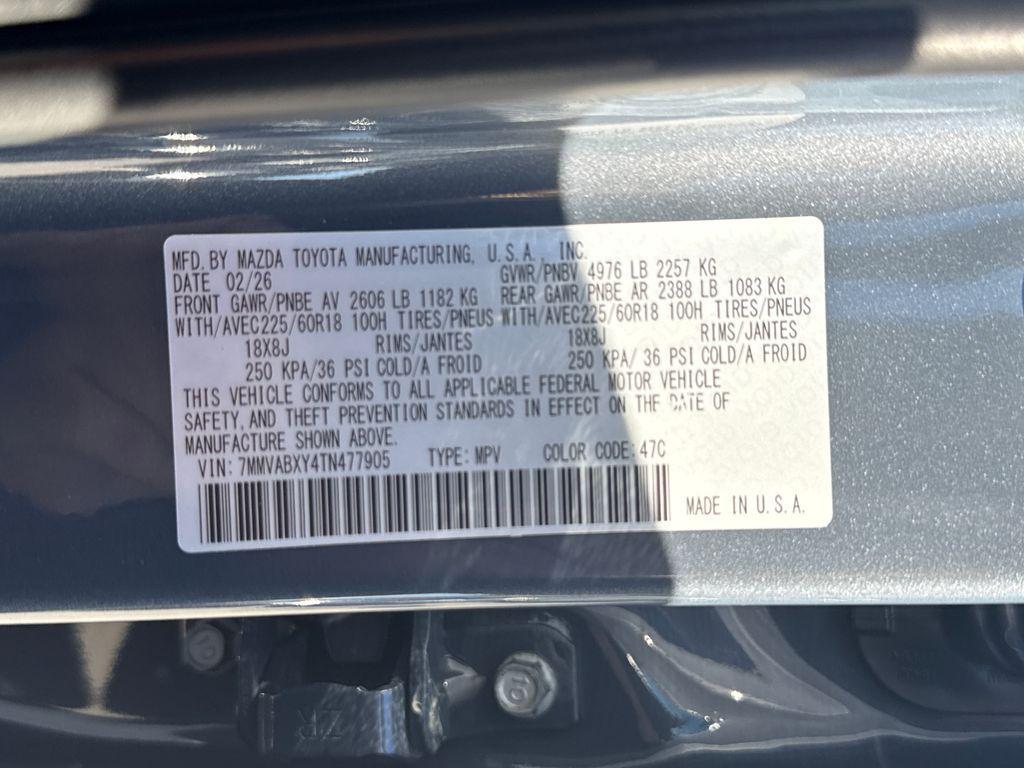 MFD. BY MAZDA TOYOTA MANUFACTURING, U.S.A., INC.
DATE 02/26 GVWR/PNBV 4976 LB 2257 KG
FRONT GAWR/PNBE AV 2606 LB 1182 KG REAR GAWR/PNBE AR 2388 LB 1083 KG
WITH/AVEC225/60R18 100H TIRES/PNEUS WITH/AVEC225/60R18 100H TIRES/PNEUS
18X8J RIMS/JANTES 18X8J RIMS/JANTES
250 KPA/36 PSI COLD/A FROID 250 KPA/ 36 PSI COLD/A FROID
THIS VEHICLE CONFORMS TO ALL APPLICABLE FEDERAL MOTOR VEHICLE
SAFETY, AND THEFT PREVENTION STANDARDS IN EFFECT ON THE DATE OF
MANUFACTURE SHOWN ABOVE.
VIN: 7MMVABXY4TN477905 TYPE: MPV COLOR CODE: 47C
MADE IN U.S.A.